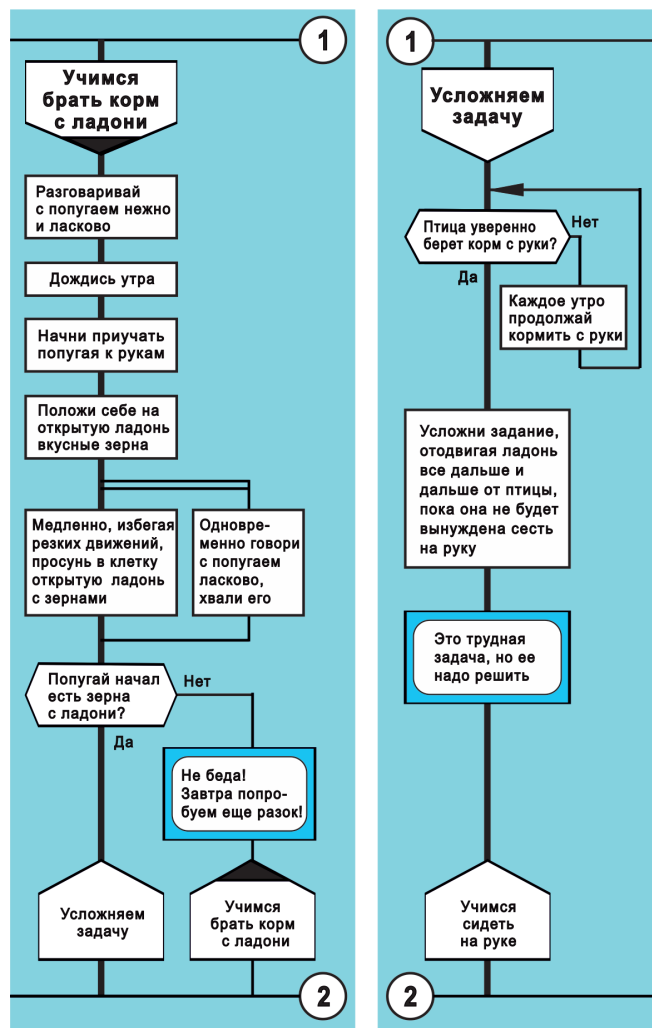 1
Учимся
брать корм
с ладони
Разговаривай
с попугаем нежно
и ласково
Дождись утра
Начни приучать
попугая к рукам
Положи себе на
открытую ладонь
вкусные зерна
Медленно, избегая
резких движений,
просунь в клетку
открытую ладонь
с зернами
Одновре-
менно говори
с попугаем
ласково,
хвали его
Попугай начал
есть зерна
с ладони?
Нет
Да
Не беда!
Завтра попро-
буем еще разок!
Усложняем
задачу
Учимся
брать корм
с ладони
2
1
Усложняем
задачу
Птица уверенно
берет корм с руки?
Нет
Да
Каждое утро
продолжай
кормить с руки
Усложни задание,
отодвигая ладонь
все дальше и
дальше от птицы,
пока она не будет
вынуждена сесть
на руку
Это трудная
задача, но ее
надо решить
Учимся
сидеть
на руке
2